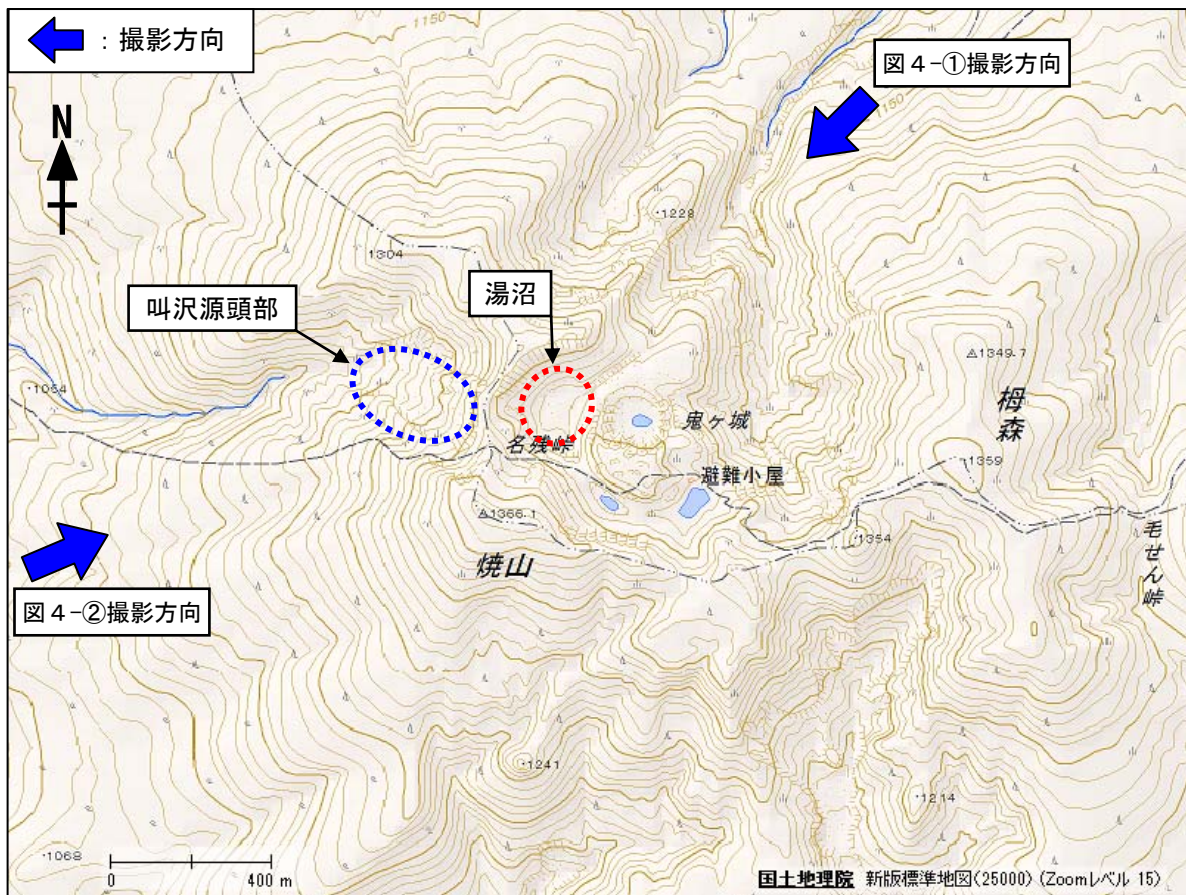 ：撮影方向
N
1150
図４-①撮影方向
1150
・1228
1304
叫沢源頭部
湯沼
・1064
△1349.7
栂森
鬼ヶ城
名残峠
避難小屋
・1359
△1366.1
・1354
焼山
毛せん峠
図４-②撮影方向
・1241
・1214
・1068
0 400 m
国土地理院 新版標準地図(25000) (Zoomレベル 15)